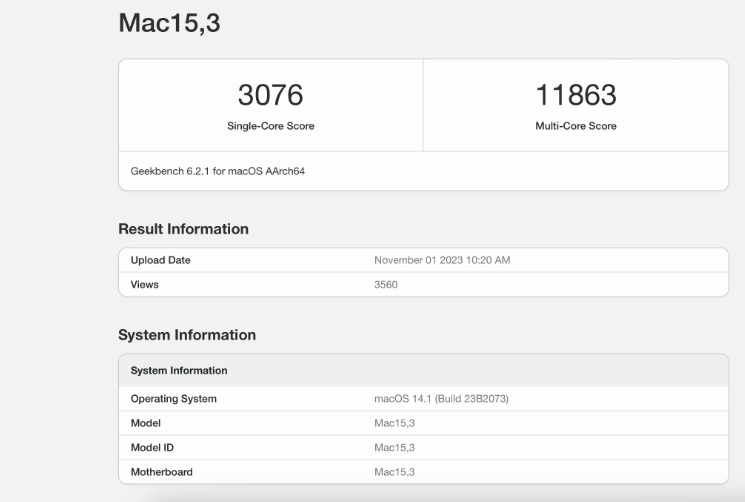 Mac15,3
3076
11863
Single-Core Score
Multi-Core Score
Geekbench 6.2.1 for macOS AArch64
Result Information
Upload Date November 01 2023 10:20 AM
Views 3560
System Information
System Information
Operating System macOS 14.1 (Build 23B2073)
Model Mac15,3
Model ID Mac15,3
Motherboard Mac15,3